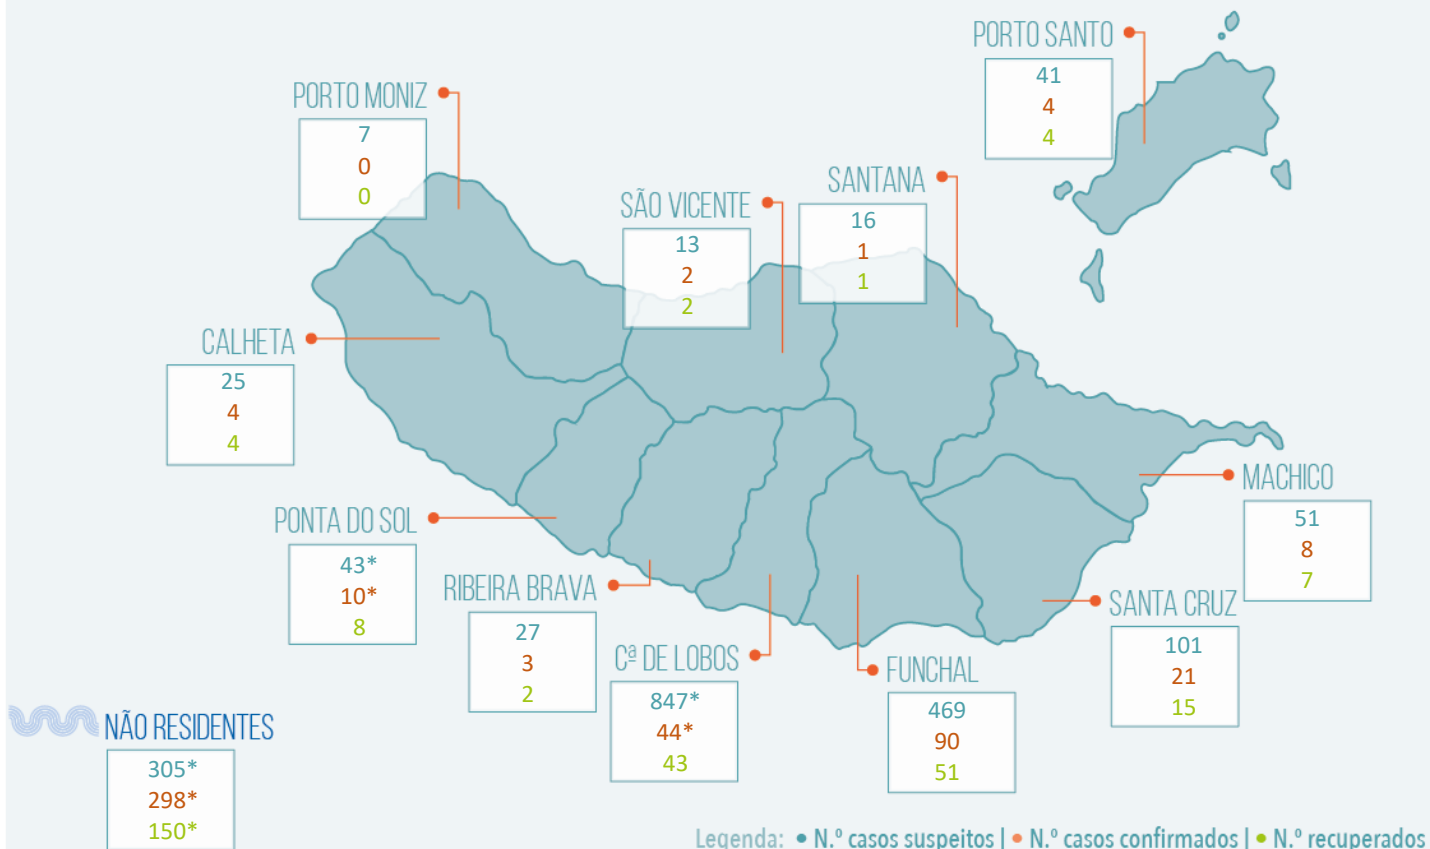 PORTO SANTO
41
4
4
PORTO MONIZ
7
0
0
SANTANA
16
1
1
SÃO VICENTE
13
2
2
CALHETA
25
4
4
MACHICO
51
8
7
PONTA DO SOL
43*
10*
8
RIBEIRA BRAVA
27
3
2
SANTA CRUZ
101
21
15
Cª DE LOBOS
847*
44*
43
FUNCHAL
469
90
51
NÃO RESIDENTES
305*
298*
150*
Legenda: • N.º casos suspeitos | • N.º casos confirmados | • N.º recuperados